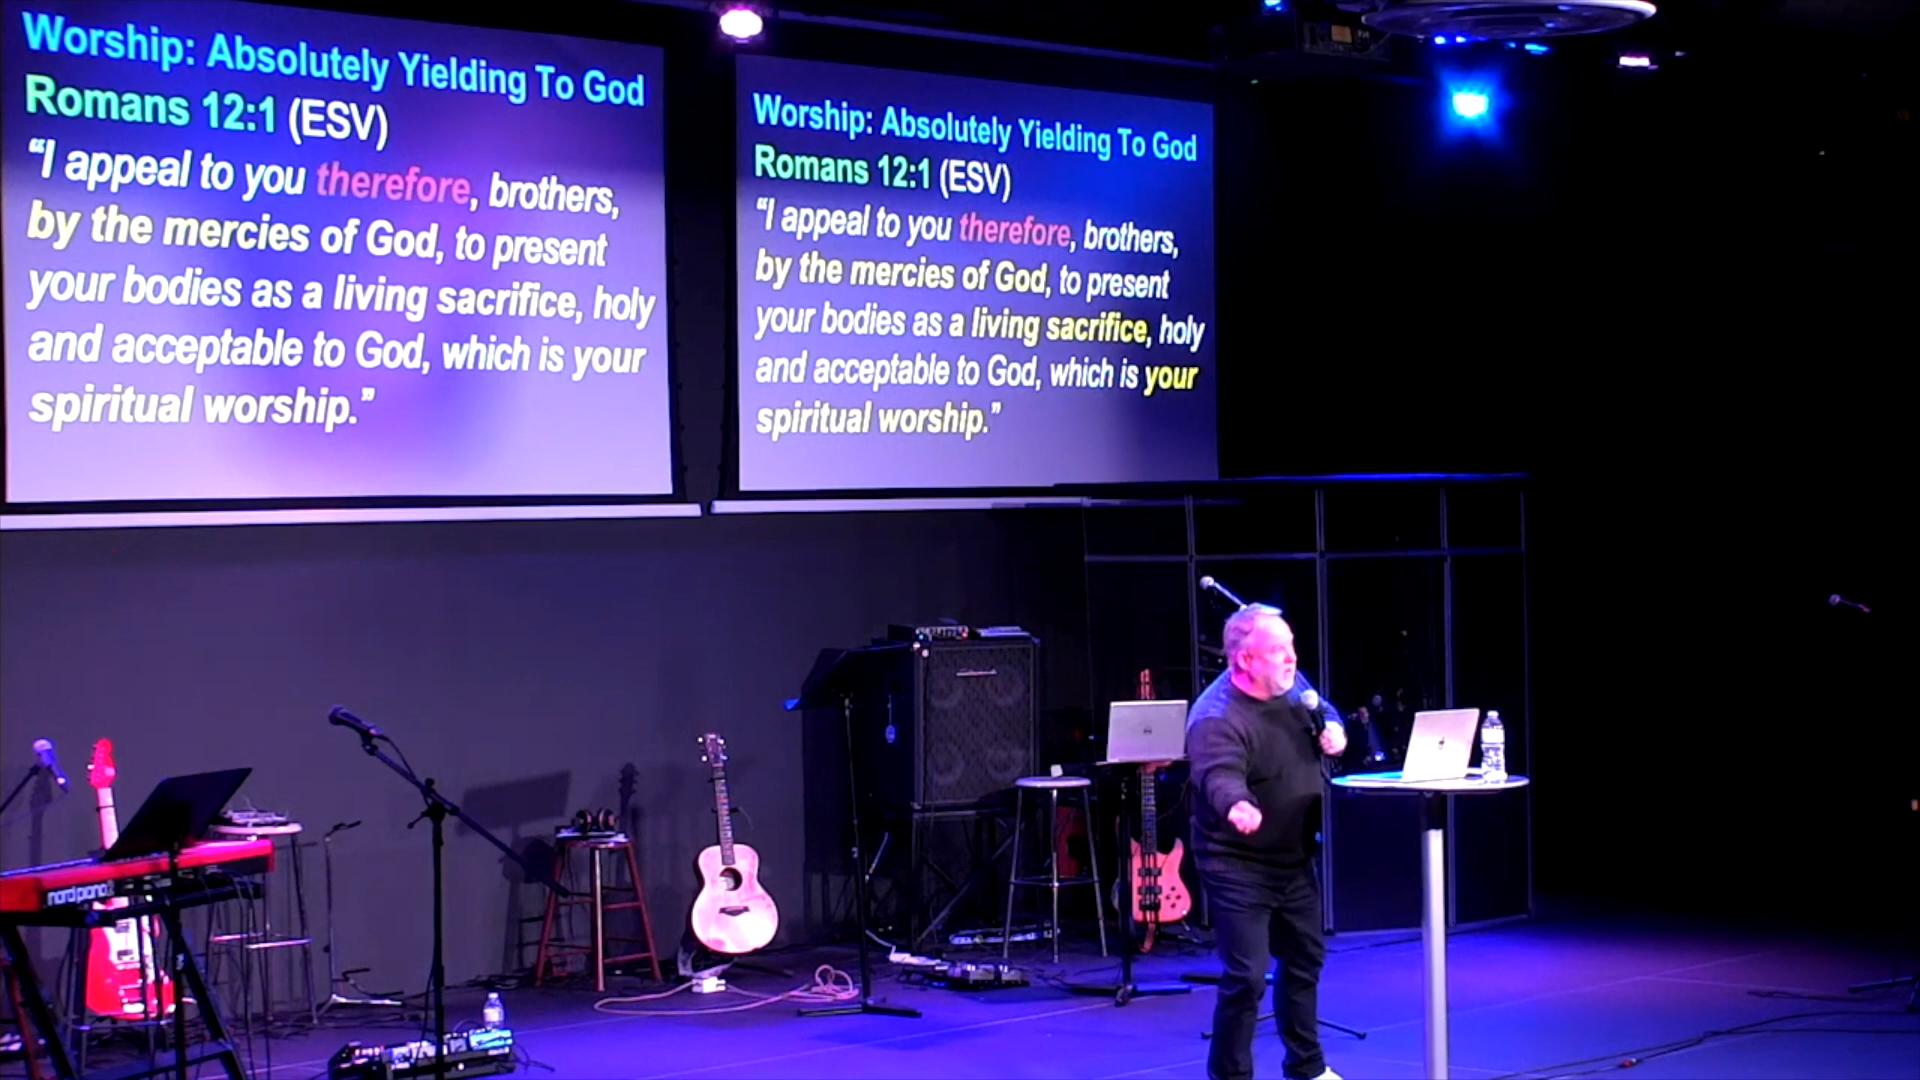 Worship: Absolutely Yielding To God
Romans 12:1 (ESV)
“I appeal to you therefore, brothers,
by the mercies of God, to present
your bodies as a living sacrifice, holy
and acceptable to God, which is your
spiritual worship.”
Worship: Absolutely Yielding To God
Romans 12:1 (ESV)
“I appeal to you therefore, brothers,
by the mercies of God, to present
your bodies as a living sacrifice, holy
and acceptable to God, which is your
spiritual worship.”
nord piano